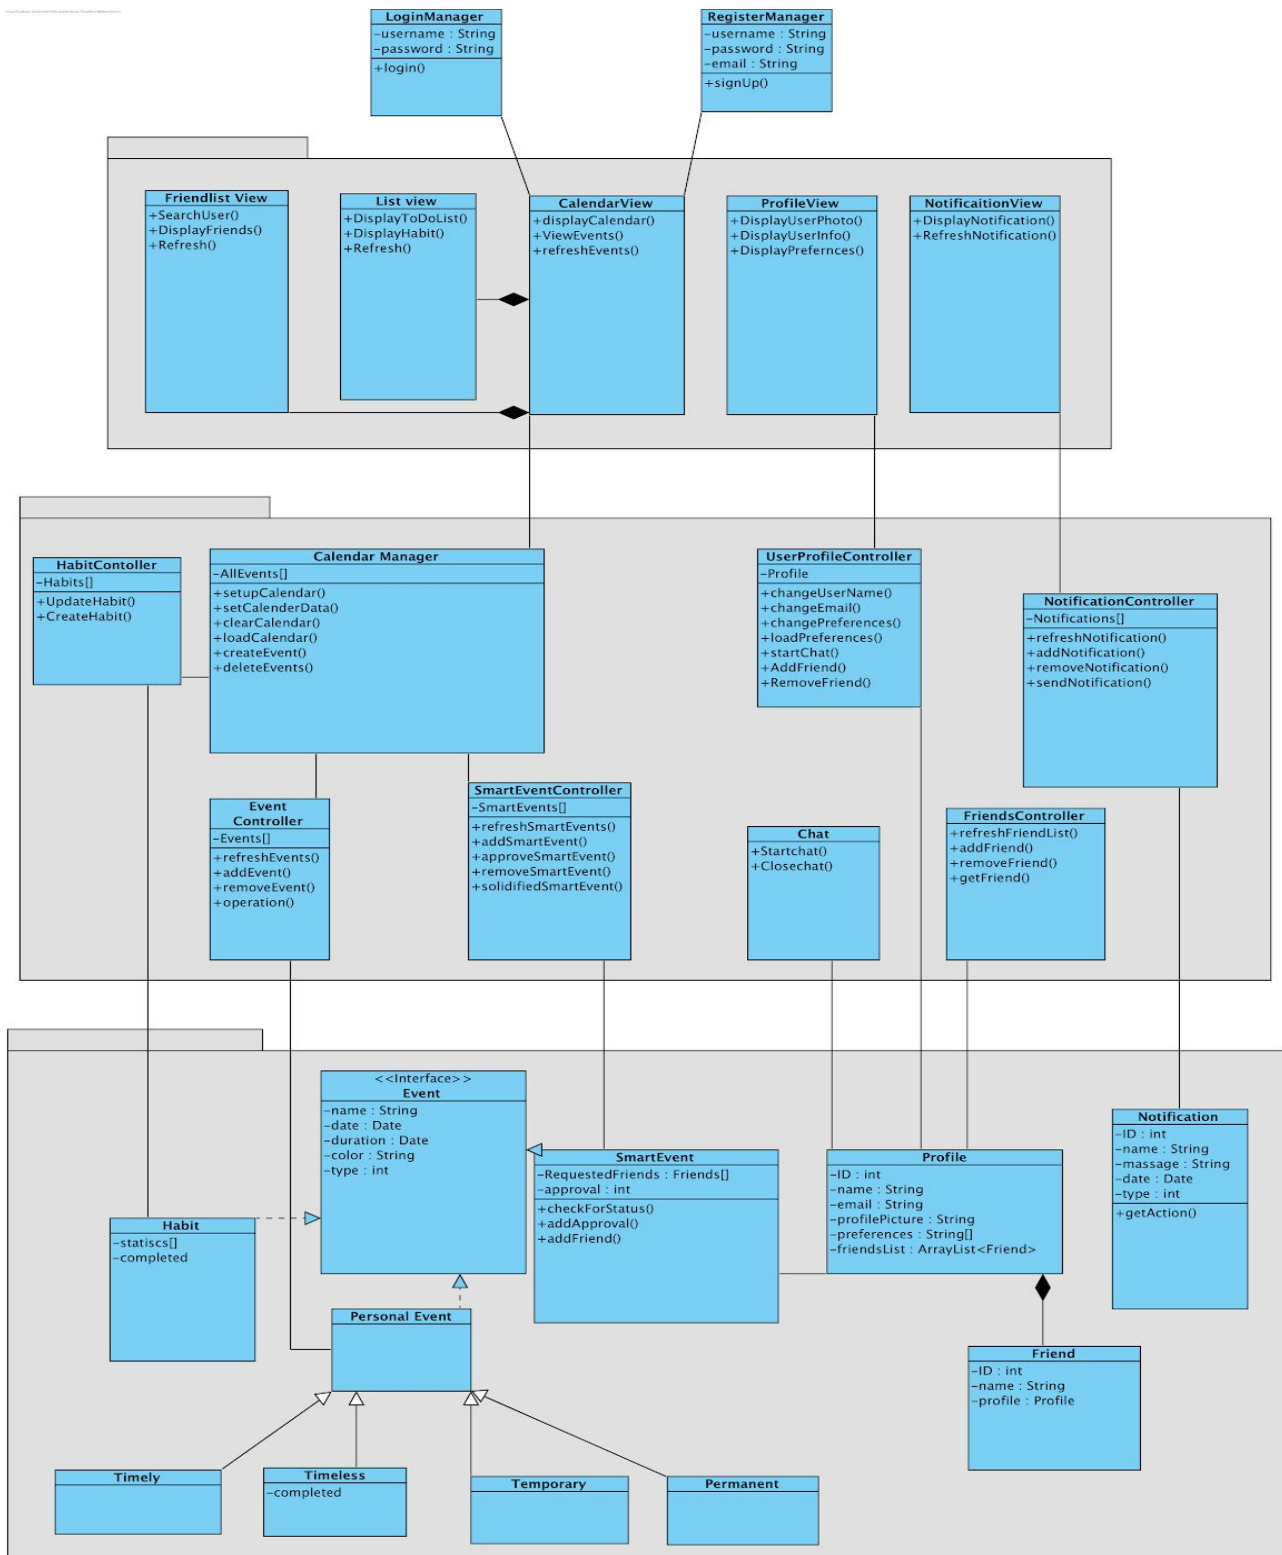 LoginManager
-username : String
-password : String
+login()
RegisterManager
-username : String
-password : String
-email : String
+signUp()
Friendlist View
+SearchUser()
+DisplayFriends()
+Refresh()
List view
+DisplayToDoList()
+DisplayHabit()
+Refresh()
CalendarView
+displayCalendar()
+ViewEvents()
+refreshEvents()
ProfileView
+DisplayUserPhoto()
+DisplayUserInfo()
+DisplayPrefernces()
NotificaitionView
+DisplayNotification()
+RefreshNotification()
HabitContoller
-Habits[]
+UpdateHabit()
+CreateHabit()
Calendar Manager
-AllEvents[]
+setupCalendar()
+setCalenderData()
+clearCalendar()
+loadCalendar()
+createEvent()
+deleteEvents()
UserProfileController
-Profile
+changeUserName()
+changeEmail()
+changePreferences()
+loadPreferences()
+startChat()
+AddFriend()
+RemoveFriend()
NotificationController
-Notifications[]
+refreshNotification()
+addNotification()
+removeNotification()
+sendNotification()
Event
Controller
-Events[]
+refreshEvents()
+addEvent()
+removeEvent()
+operation()
SmartEventController
-SmartEvents[]
+refreshSmartEvents()
+addSmartEvent()
+approveSmartEvent()
+removeSmartEvent()
+solidifiedSmartEvent()
Chat
+Startchat()
+Closechat()
FriendsController
+refreshFriendList()
+addFriend()
+removeFriend()
+getFriend()
<<Interface>>
Event
-name : String
-date : Date
-duration : Date
-color : String
-type : int
SmartEvent
-RequestedFriends : Friends[]
-approval : int
+checkForStatus()
+addApproval()
+addFriend()
Profile
-ID : int
-name : String
-email : String
-profilePicture : String
-preferences : String[]
-friendsList : ArrayList<Friend>
Notification
-ID : int
-name : String
-massage : String
-date : Date
-type : int
+getAction()
Habit
-statiscs[]
-completed
Personal Event
Friend
-ID : int
-name : String
-profile : Profile
Timely
Timeless
-completed
Temporary
Permanent